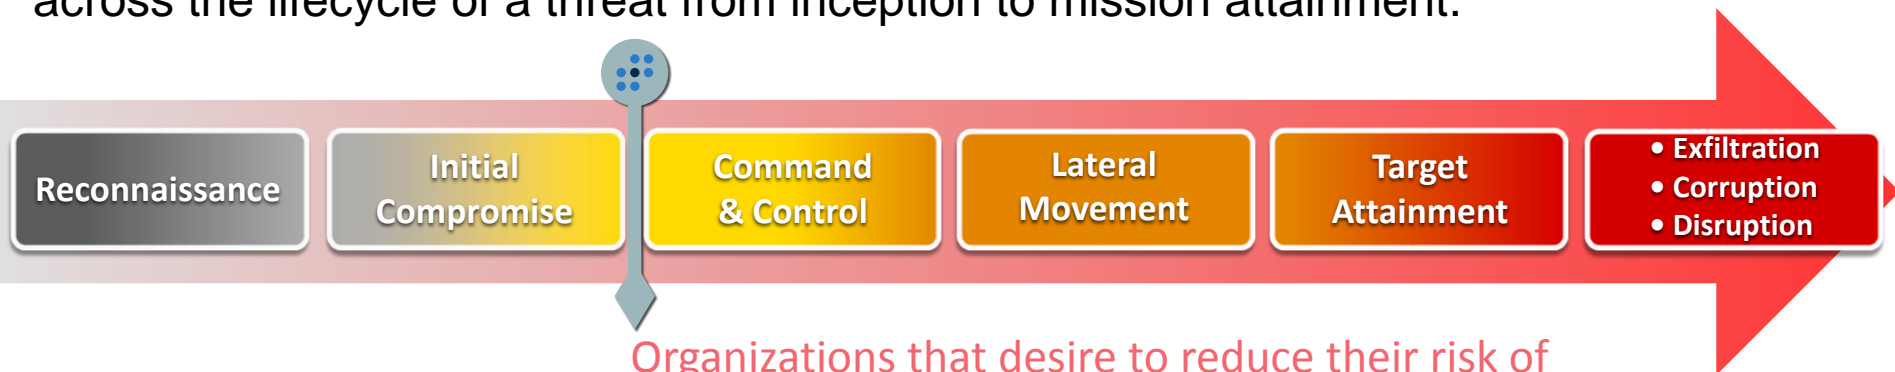 across the lifecycle of a threat from inception to mission attainment.
Reconnaissance
Initial
Compromise
Command
& Control
Lateral
Movement
Target
Attainment
• Exfiltration
• Corruption
• Disruption
Organizations that desire to reduce their risk of